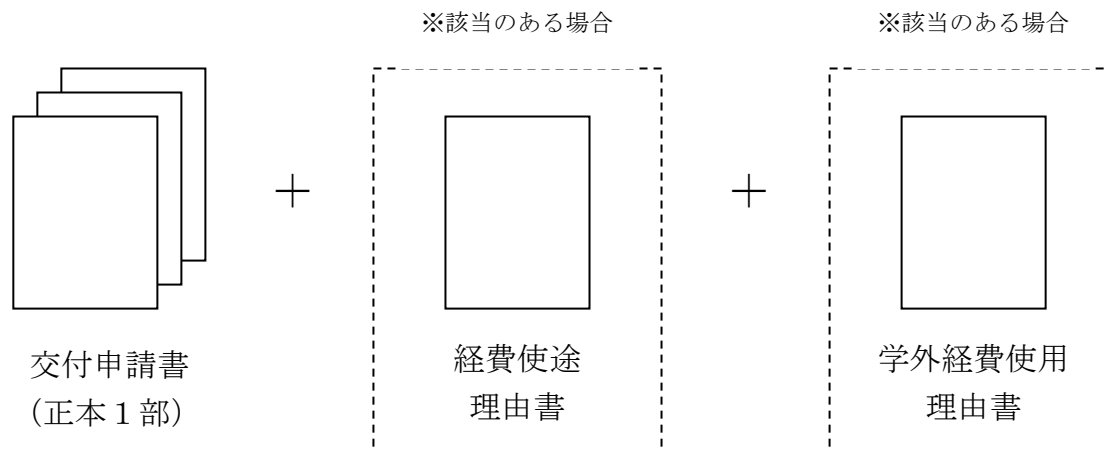 ※該当のある場合
※該当のある場合
＋
＋
交付申請書
（正本１部）
経費使途
理由書
学外経費使用
理由書